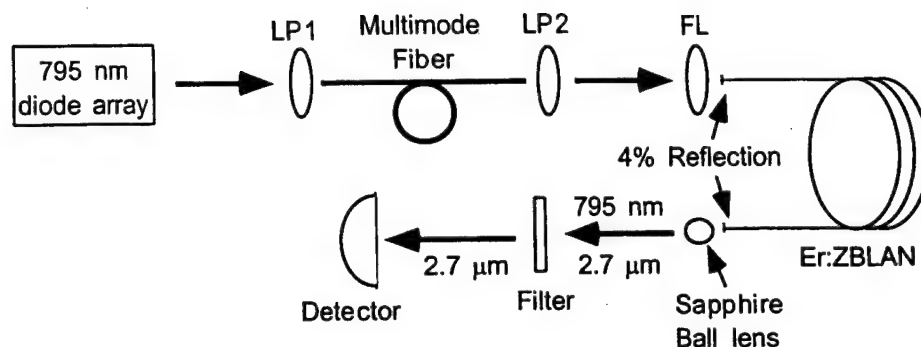 LP1
Multimode
Fiber
LP2
FL
795 nm
diode array
4% Reflection
795 nm
2.7 μm
2.7 μm
Er:ZBLAN
Detector
Filter
Sapphire
Ball lens